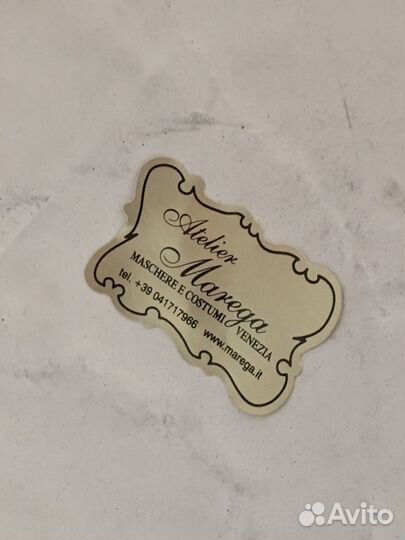 Atelier
Marega
MASCHERE E COSTUMI VENEZIA
tel. +39 041717966 www.marega.it
Avito